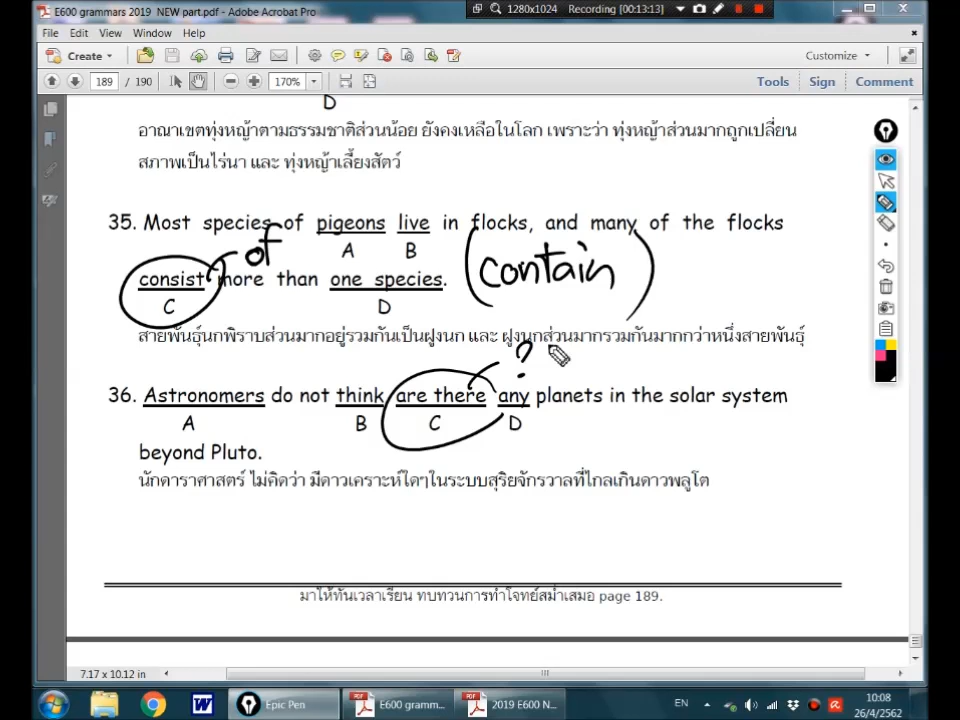 E600 grammars 2019 NEW part.pdf - Adobe Acrobat Pro
1280x1024 Recording [00:13:13]
File Edit View Window Help
Create Customize
189 / 190 170% Tools Sign Comment
D
อาณาเขตทุ่งหญ้าตามธรรมชาติส่วนน้อย ยังคงเหลือในโลก เพราะว่า ทุ่งหญ้าส่วนมากถูกเปลี่ยน
สภาพเป็นไร่นา และ ทุ่งหญ้าเลี้ยงสัตว์
35. Most species of pigeons live in flocks, and many of the flocks
of A B (contain)
consist more than one species.
C D
สายพันธุ์นกพิราบส่วนมากอยู่รวมกันเป็นฝูงนก และ ฝูงนกส่วนมากรวมกันมากกว่าหนึ่งสายพันธุ์
?
36. Astronomers do not think are there any planets in the solar system
A B C D
beyond Pluto.
นักดาราศาสตร์ ไม่คิดว่า มีดาวเคราะห์ใดๆในระบบสุริยจักรวาลที่ไกลเกินดาวพลูโต
มาให้ทันเวลาเรียน ทบทวนการทำโจทย์สม่ำเสมอ page 189.
7.17 x 10.12 in
Epic Pen E600 gramm... 2019 E600 N... EN 10:08
26/4/2562